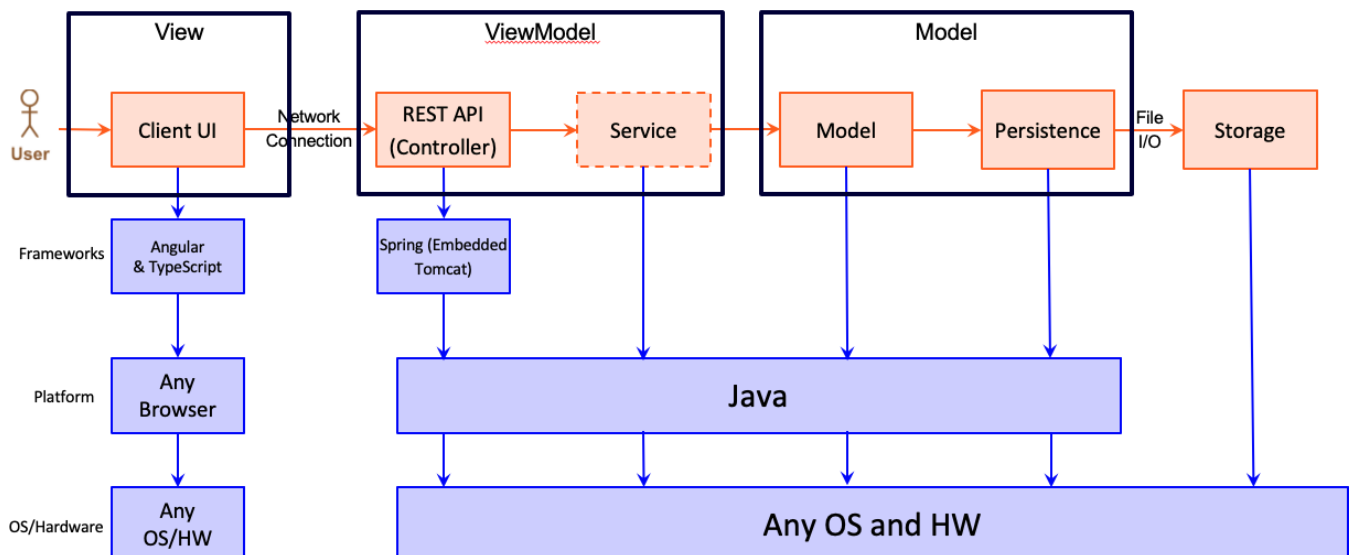 View
ViewModel
Model
User
Client UI
Network
Connection
REST API
(Controller)
Service
Model
Persistence
File
I/O
Storage
Frameworks
Angular
& TypeScript
Spring (Embedded
Tomcat)
Platform
Any
Browser
Java
OS/Hardware
Any
OS/HW
Any OS and HW